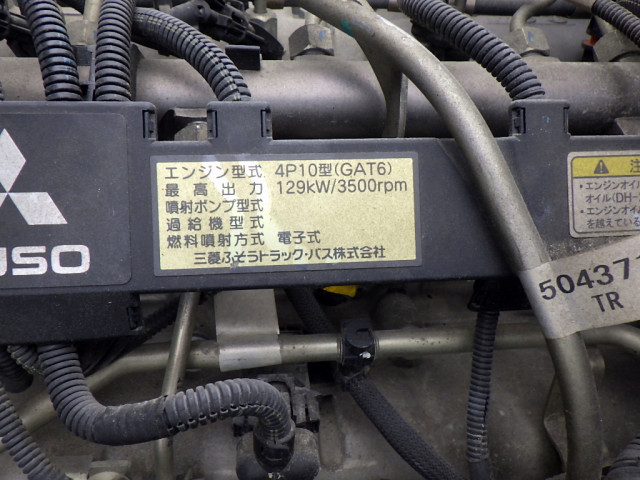 エンジン型式 4P10型(GAT6)
最高出力 129kW/3500rpm
噴射ポンプ型式
過給機型式
燃料噴射方式 電子式
三菱ふそうトラック・バス株式会社
USO
注
・エンジンオイ
オイル(DH-
・エンジンオイ
を越えている
50437
TR